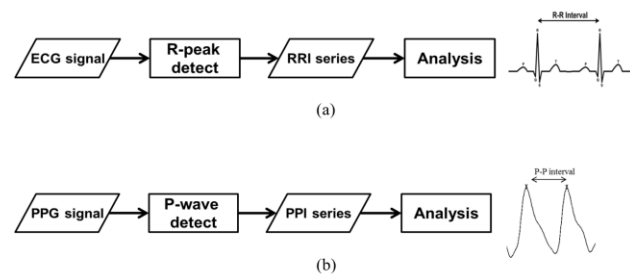 R-R Interval
ECG signal
R-peak
detect
RRI series
Analysis
(a)
P-P interval
PPG signal
P-wave
detect
PPI series
Analysis
(b)